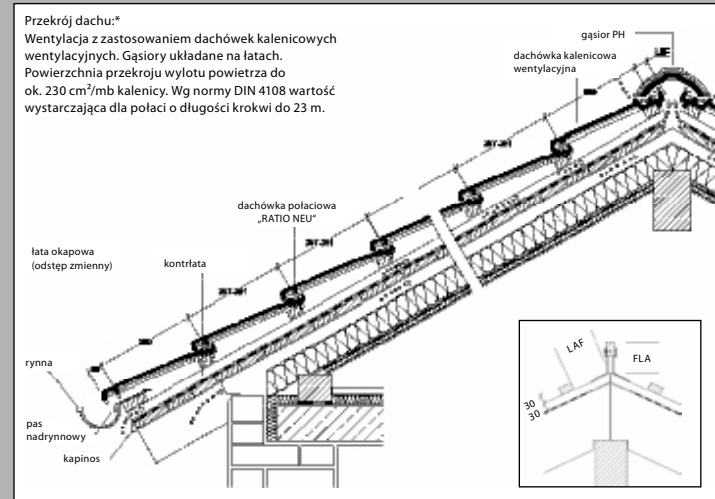 Przekrój dachu:*
Wentylacja z zastosowaniem dachówek kalenicowych
wentylacyjnych. Gąsiory układane na łatach.
Powierzchnia przekroju wylotu powietrza do
ok. 230 cm²/mb kalenicy. Wg normy DIN 4108 wartość
wystarczająca dla połaci o długości krokwi do 23 m.
gąsior PH
dachówka kalenicowa
wentylacyjna
dachówka połaciowa
„RATIO NEU”
łata okapowa
(odstęp zmienny)
kontrłata
rynna
pas
nadrynnowy
kapinos
LAF
FLA
30
30